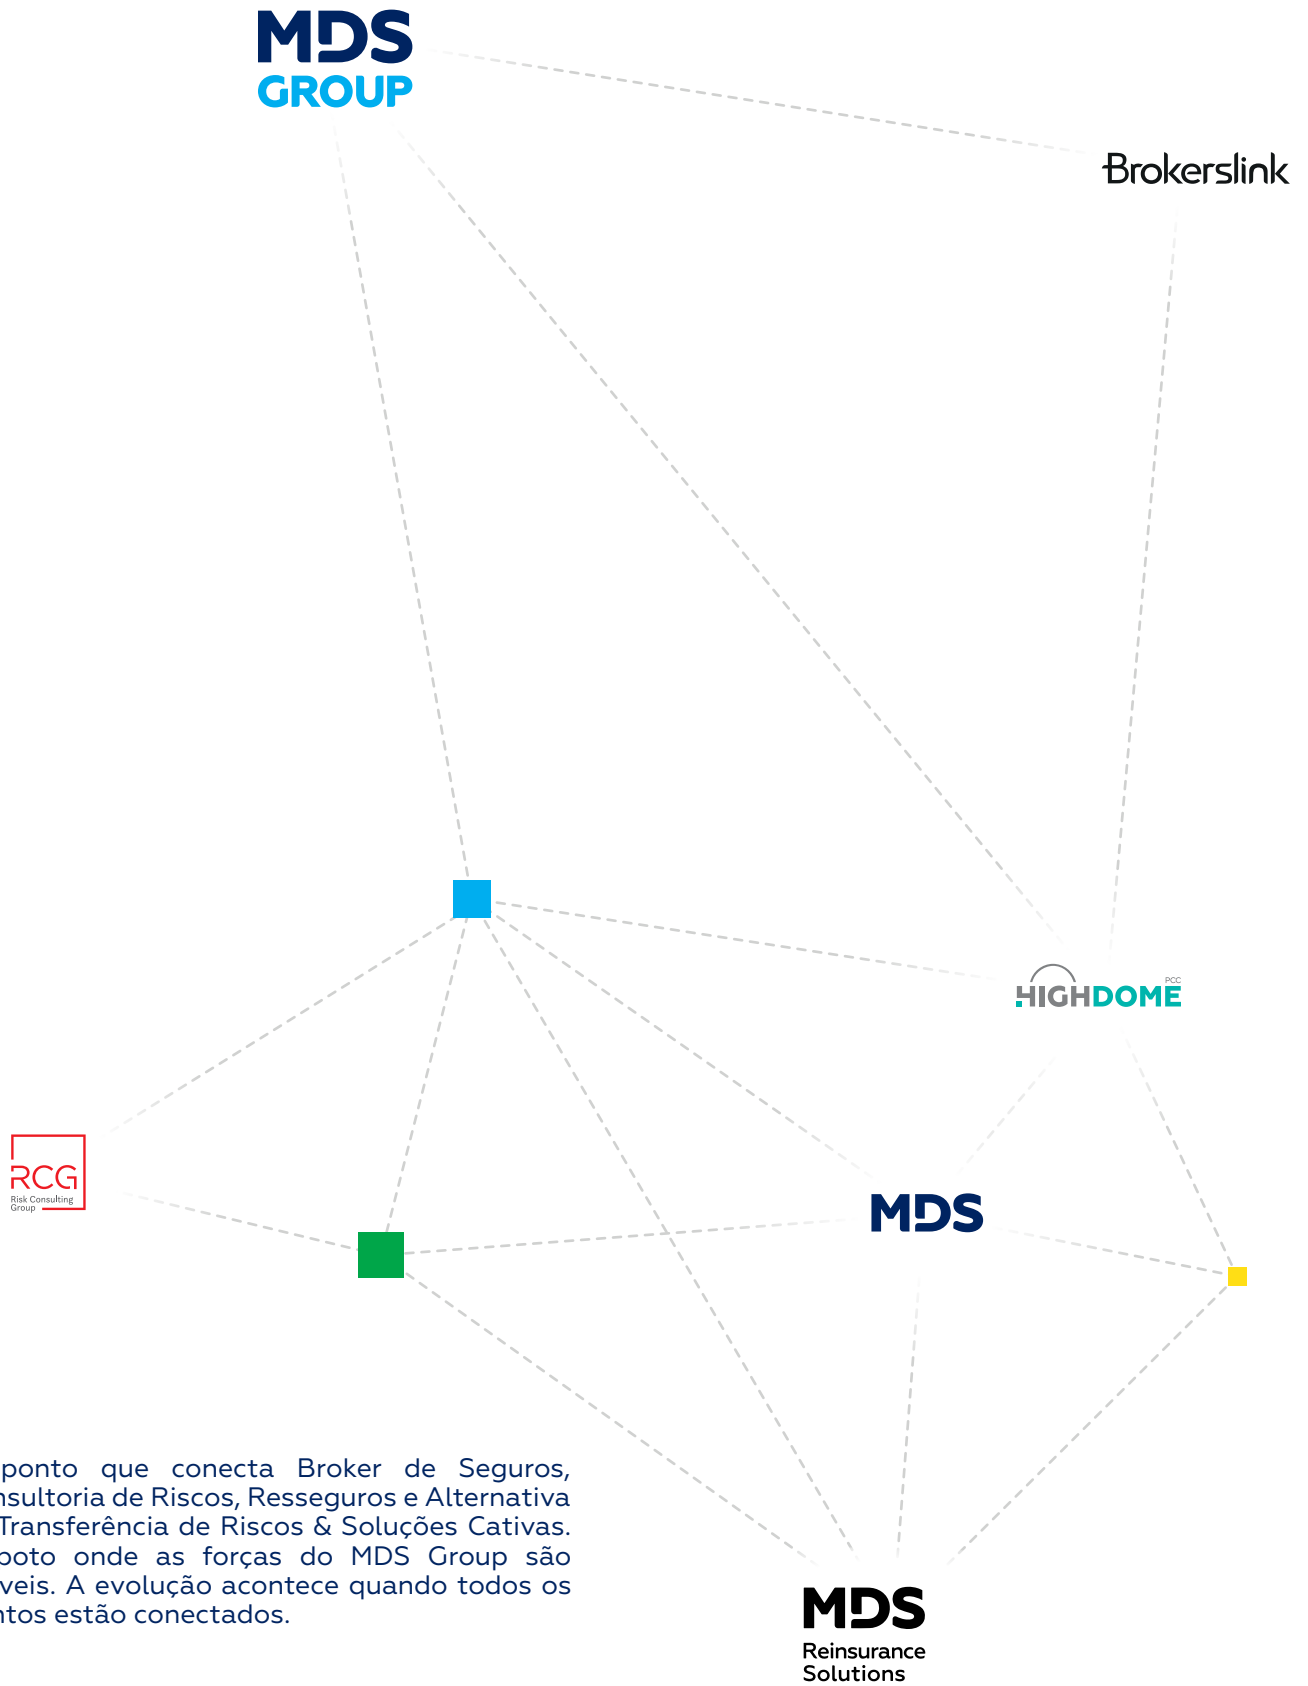 MDS
GROUP
Brokerslink
PCC
HIGHDOME
RCG
Risk Consulting
Group
MDS
ponto que conecta Broker de Seguros,
nsultoria de Riscos, Resseguros e Alternativa
Transferência de Riscos & Soluções Cativas.
poto onde as forças do MDS Group são
veis. A evolução acontece quando todos os
ntos estão conectados.
MDS
Reinsurance
Solutions